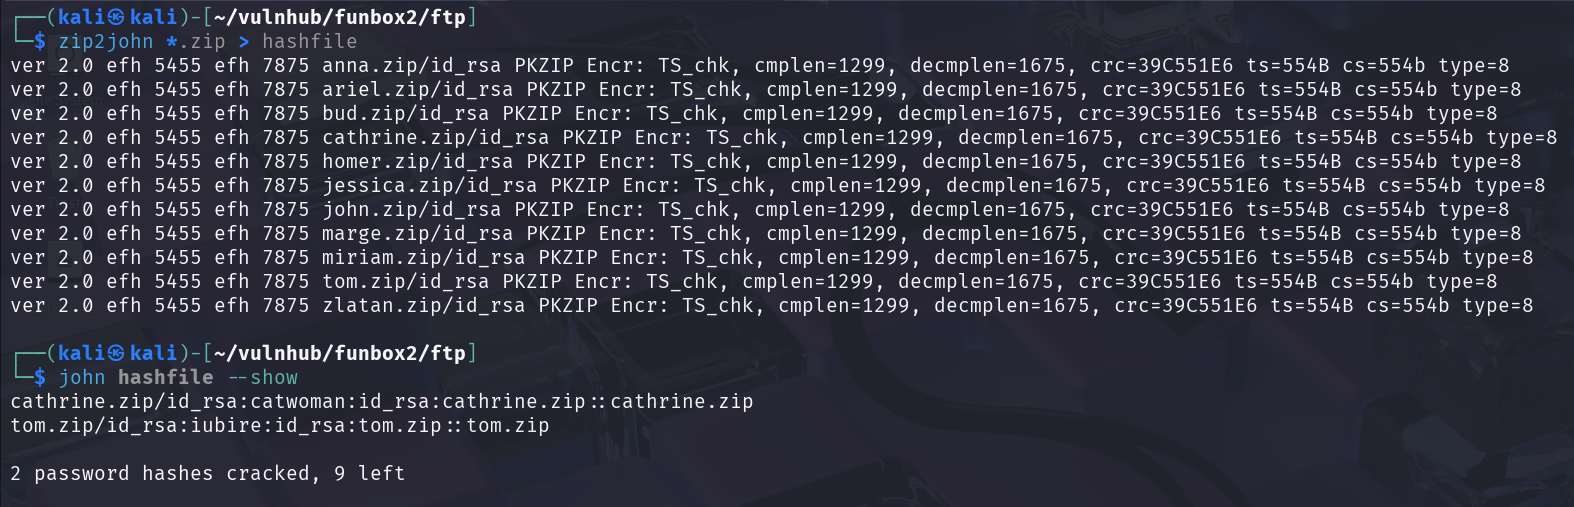 ┌──(kali㉿kali)-[~/vulnhub/funbox2/ftp]
└─$ zip2john *.zip > hashfile
ver 2.0 efh 5455 efh 7875 anna.zip/id_rsa PKZIP Encr: TS_chk, cmplen=1299, decmplen=1675, crc=39C551E6 ts=554B cs=554b type=8
ver 2.0 efh 5455 efh 7875 ariel.zip/id_rsa PKZIP Encr: TS_chk, cmplen=1299, decmplen=1675, crc=39C551E6 ts=554B cs=554b type=8
ver 2.0 efh 5455 efh 7875 bud.zip/id_rsa PKZIP Encr: TS_chk, cmplen=1299, decmplen=1675, crc=39C551E6 ts=554B cs=554b type=8
ver 2.0 efh 5455 efh 7875 cathrine.zip/id_rsa PKZIP Encr: TS_chk, cmplen=1299, decmplen=1675, crc=39C551E6 ts=554B cs=554b type=8
ver 2.0 efh 5455 efh 7875 homer.zip/id_rsa PKZIP Encr: TS_chk, cmplen=1299, decmplen=1675, crc=39C551E6 ts=554B cs=554b type=8
ver 2.0 efh 5455 efh 7875 jessica.zip/id_rsa PKZIP Encr: TS_chk, cmplen=1299, decmplen=1675, crc=39C551E6 ts=554B cs=554b type=8
ver 2.0 efh 5455 efh 7875 john.zip/id_rsa PKZIP Encr: TS_chk, cmplen=1299, decmplen=1675, crc=39C551E6 ts=554B cs=554b type=8
ver 2.0 efh 5455 efh 7875 marge.zip/id_rsa PKZIP Encr: TS_chk, cmplen=1299, decmplen=1675, crc=39C551E6 ts=554B cs=554b type=8
ver 2.0 efh 5455 efh 7875 miriam.zip/id_rsa PKZIP Encr: TS_chk, cmplen=1299, decmplen=1675, crc=39C551E6 ts=554B cs=554b type=8
ver 2.0 efh 5455 efh 7875 tom.zip/id_rsa PKZIP Encr: TS_chk, cmplen=1299, decmplen=1675, crc=39C551E6 ts=554B cs=554b type=8
ver 2.0 efh 5455 efh 7875 zlatan.zip/id_rsa PKZIP Encr: TS_chk, cmplen=1299, decmplen=1675, crc=39C551E6 ts=554B cs=554b type=8
┌──(kali㉿kali)-[~/vulnhub/funbox2/ftp]
└─$ john hashfile --show
cathrine.zip/id_rsa:catwoman:id_rsa:cathrine.zip::cathrine.zip
tom.zip/id_rsa:iubire:id_rsa:tom.zip::tom.zip
2 password hashes cracked, 9 left